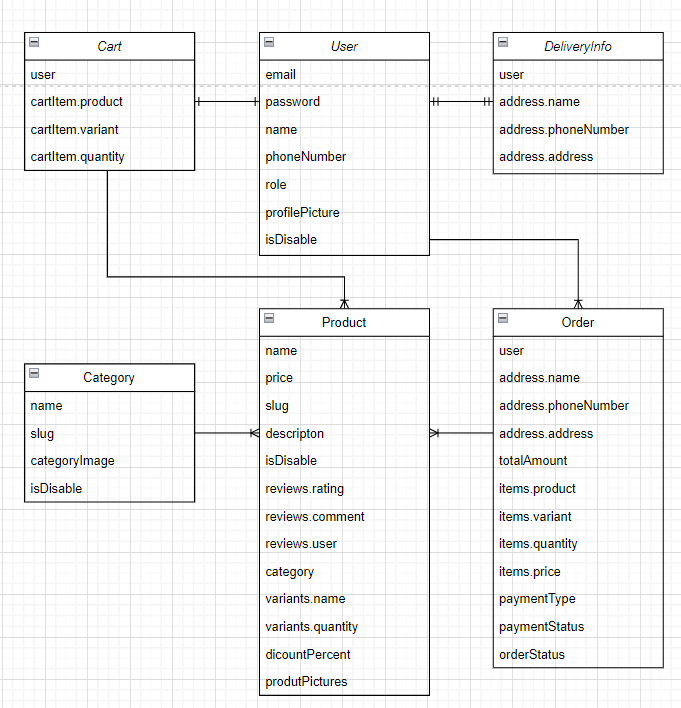 Cart
user
cartItem.product
cartItem.variant
cartItem.quantity
User
email
password
name
phoneNumber
role
profilePicture
isDisable
DeliveryInfo
user
address.name
address.phoneNumber
address.address
Category
name
slug
categoryImage
isDisable
Product
name
price
slug
descripton
isDisable
reviews.rating
reviews.comment
reviews.user
category
variants.name
variants.quantity
dicountPercent
produtPictures
Order
user
address.name
address.phoneNumber
address.address
totalAmount
items.product
items.variant
items.quantity
items.price
paymentType
paymentStatus
orderStatus